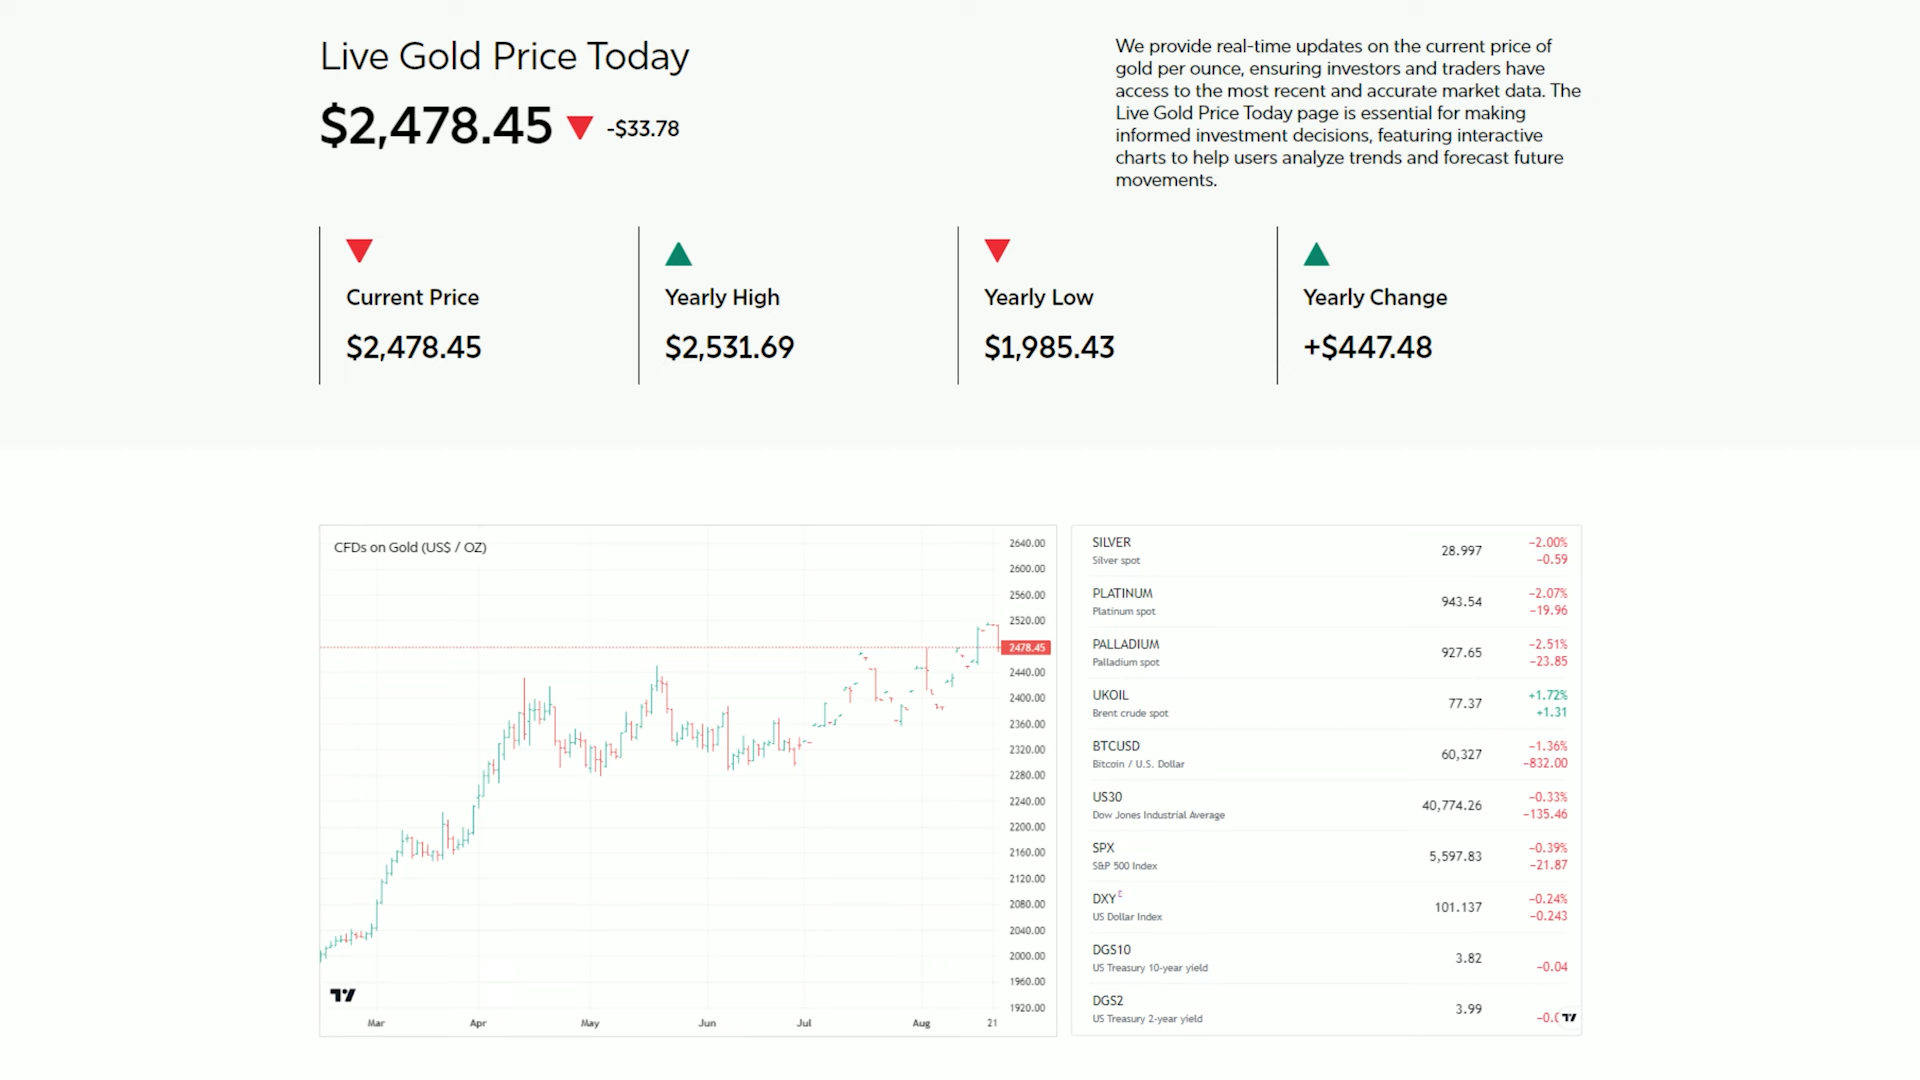 Live Gold Price Today
$2,478.45 -$33.78
We provide real-time updates on the current price of
gold per ounce, ensuring investors and traders have
access to the most recent and accurate market data. The
Live Gold Price Today page is essential for making
informed investment decisions, featuring interactive
charts to help users analyze trends and forecast future
movements.
Current Price
$2,478.45
Yearly High
$2,531.69
Yearly Low
$1,985.43
Yearly Change
+$447.48
CFDs on Gold (US$ / OZ)
2640.00
2600.00
2560.00
2520.00
2478.45
2440.00
2400.00
2360.00
2320.00
2280.00
2240.00
2200.00
2160.00
2120.00
2080.00
2040.00
2000.00
1960.00
1920.00
Mar Apr May Jun Jul Aug 21
SILVER 28.997 −2.00%
Silver spot −0.59
PLATINUM 943.54 −2.07%
Platinum spot −19.96
PALLADIUM 927.65 −2.51%
Palladium spot −23.85
UKOIL 77.37 +1.72%
Brent crude spot +1.31
BTCUSD 60,327 −1.36%
Bitcoin / U.S. Dollar −832.00
US30 40,774.26 −0.33%
Dow Jones Industrial Average −135.46
SPX 5,597.83 −0.39%
S&P 500 Index −21.87
DXY 101.137 −0.24%
US Dollar Index −0.243
DGS10 3.82
US Treasury 10-year yield −0.04
DGS2 3.99
US Treasury 2-year yield